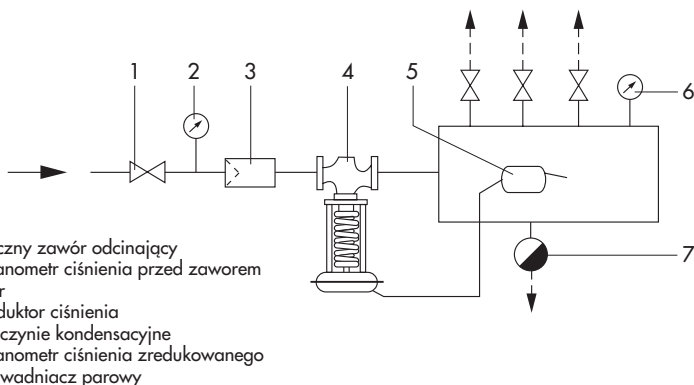 1 2 3 4 5
6
7
czny zawór odcinający
anometr ciśnienia przed zaworem
r
duktor ciśnienia
czynie kondensacyjne
anometr ciśnienia zredukowanego
wadniacz parowy